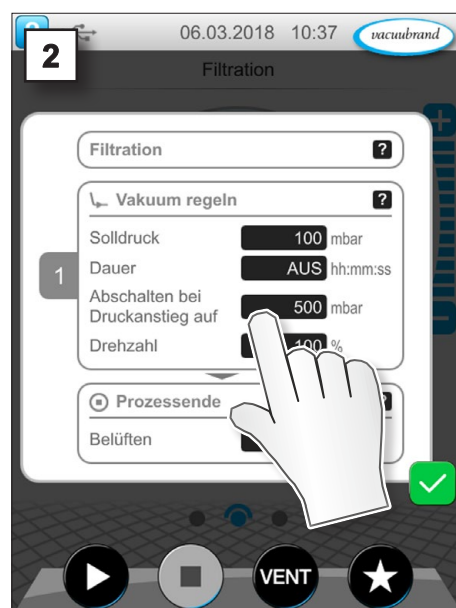 2
06.03.2018 10:37 vacuubrand
Filtration
Filtration ?
Vakuum regeln ?
1
Solldruck 100 mbar
Dauer AUS hh:mm:ss
Abschalten bei
Druckanstieg auf 500 mbar
Drehzahl 100 %
Prozessende ?
Belüften
VENT